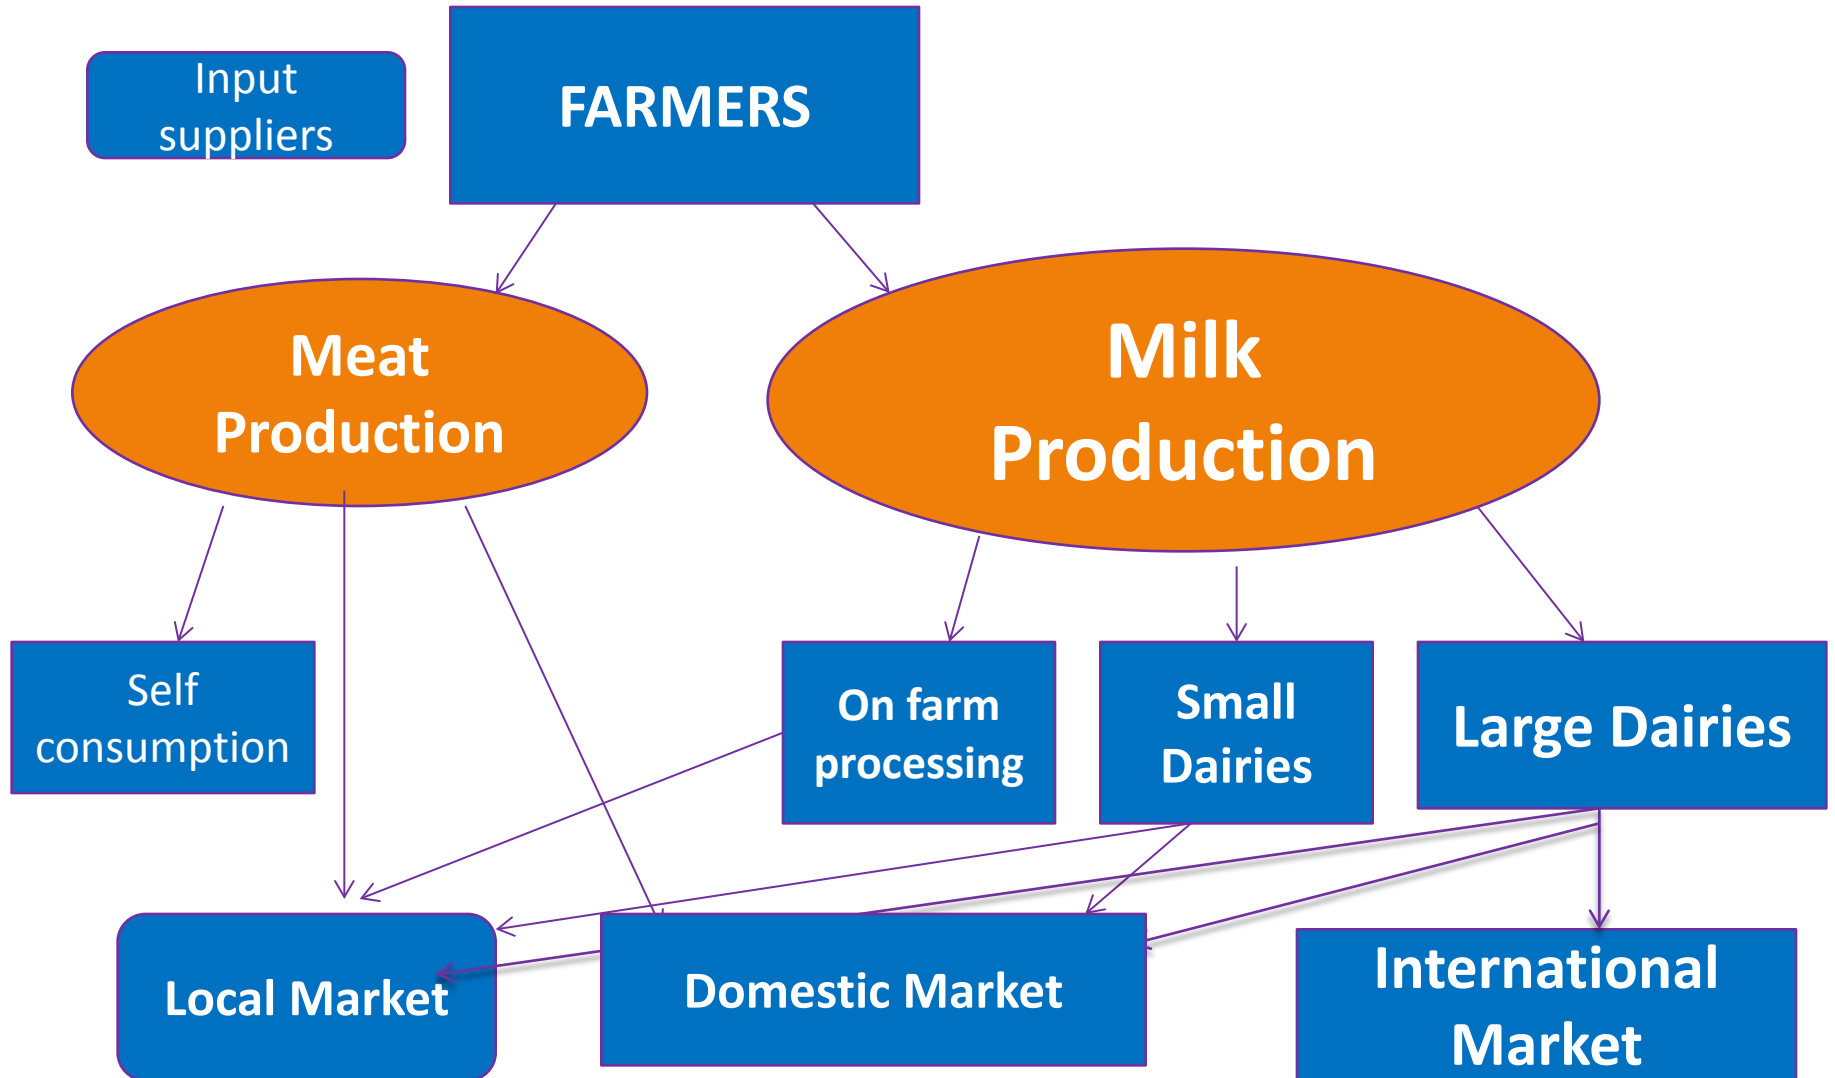 Input
suppliers
FARMERS
Meat
Production
Milk
Production
Self
consumption
On farm
processing
Small
Dairies
Large Dairies
Local Market
Domestic Market
International
Market